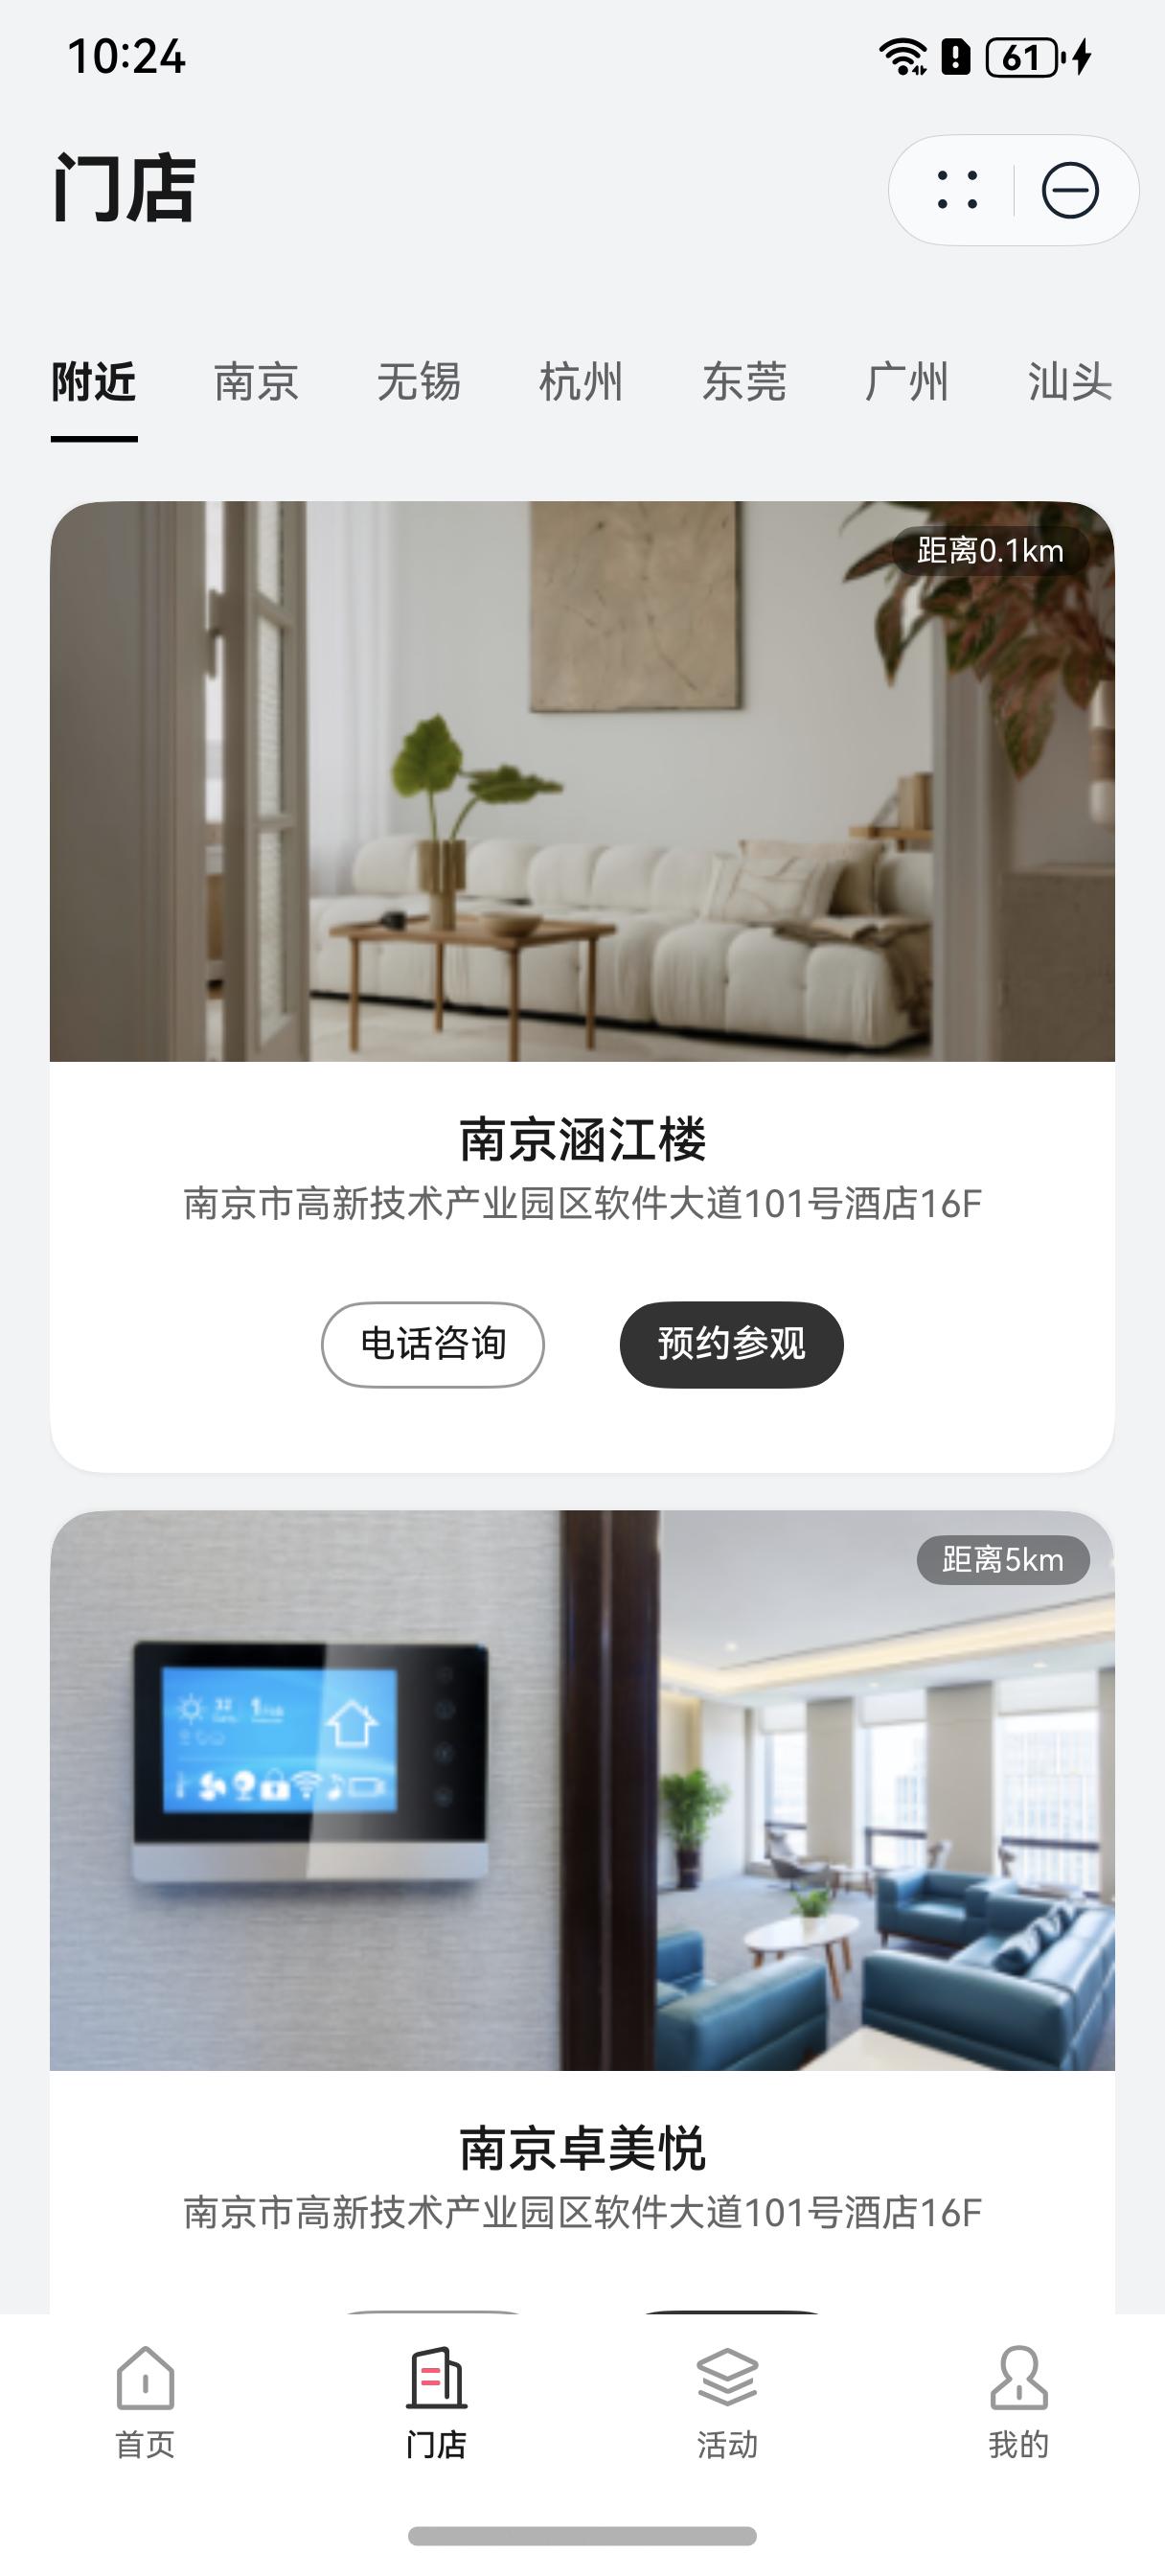 10:24
61
门店
附近 南京 无锡 杭州 东莞 广州 汕头
距离0.1km
南京涵江楼
南京市高新技术产业园区软件大道101号酒店16F
电话咨询 预约参观
距离5km
南京卓美悦
南京市高新技术产业园区软件大道101号酒店16F
首页 门店 活动 我的